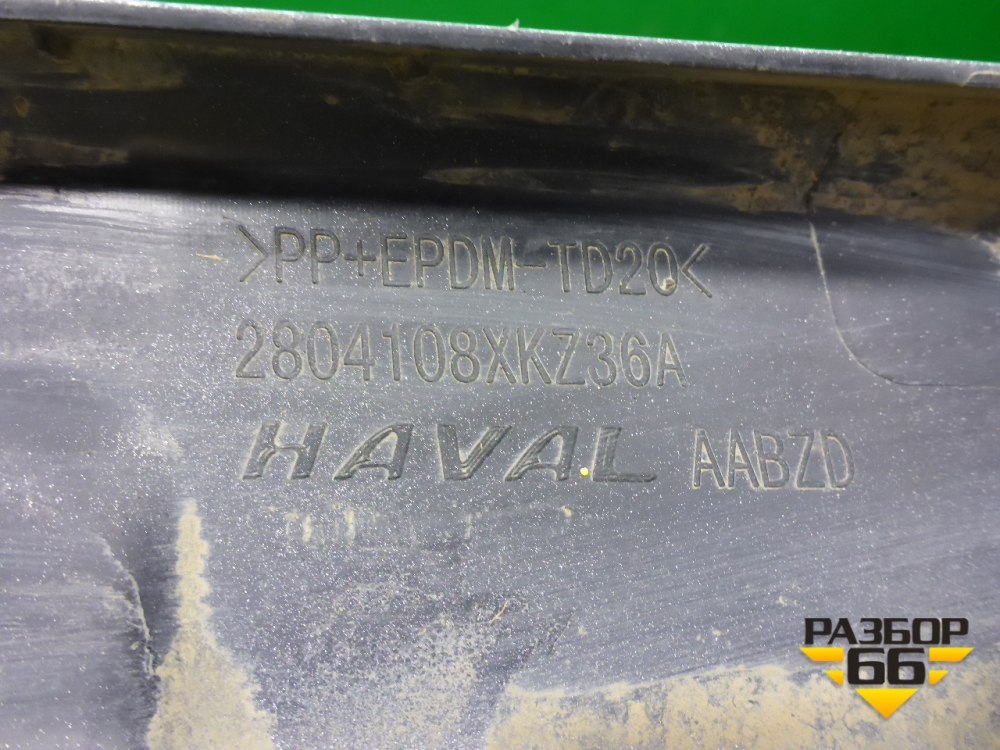 >PP+EPDM-TD20<
2804108XKZ36A
HAVAL AABZD
РАЗБОР
66